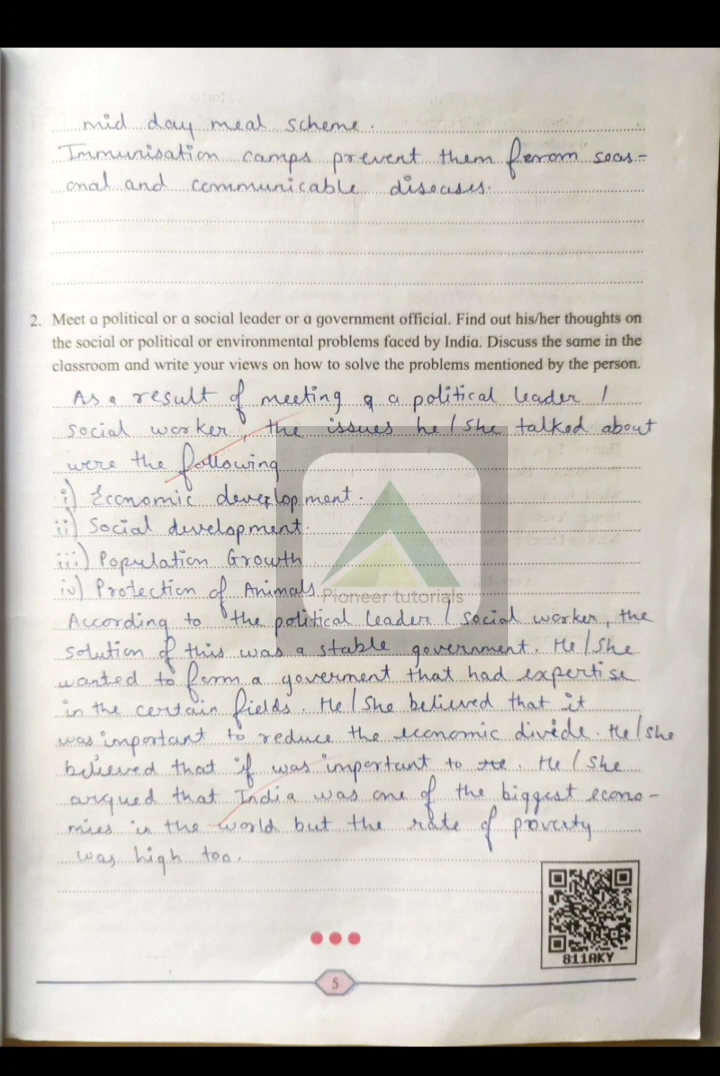 mid day meal scheme.
Immunisation camps prevent them from seas-
onal and communicable diseases.
2. Meet a political or a social leader or a government official. Find out his/her thoughts on
the social or political or environmental problems faced by India. Discuss the same in the
classroom and write your views on how to solve the problems mentioned by the person.
As a result of meeting a political leader /
social worker, the issues he/she talked about
were the following
i) Economic development.
ii) Social development.
iii) Population Growth
iv) Protection of Animals
Pioneer tutorials
According to the political leader / social worker, the
solution of this was a stable government. He/She
wanted to form a goverment that had expertise
in the certain fields. He/She believed that it
was important to reduce the economic divide. He/she
believed that if was important to. He/She
argued that India was one of the biggest econo-
mies in the world but the rate of poverty
was high too.
811AKY
5